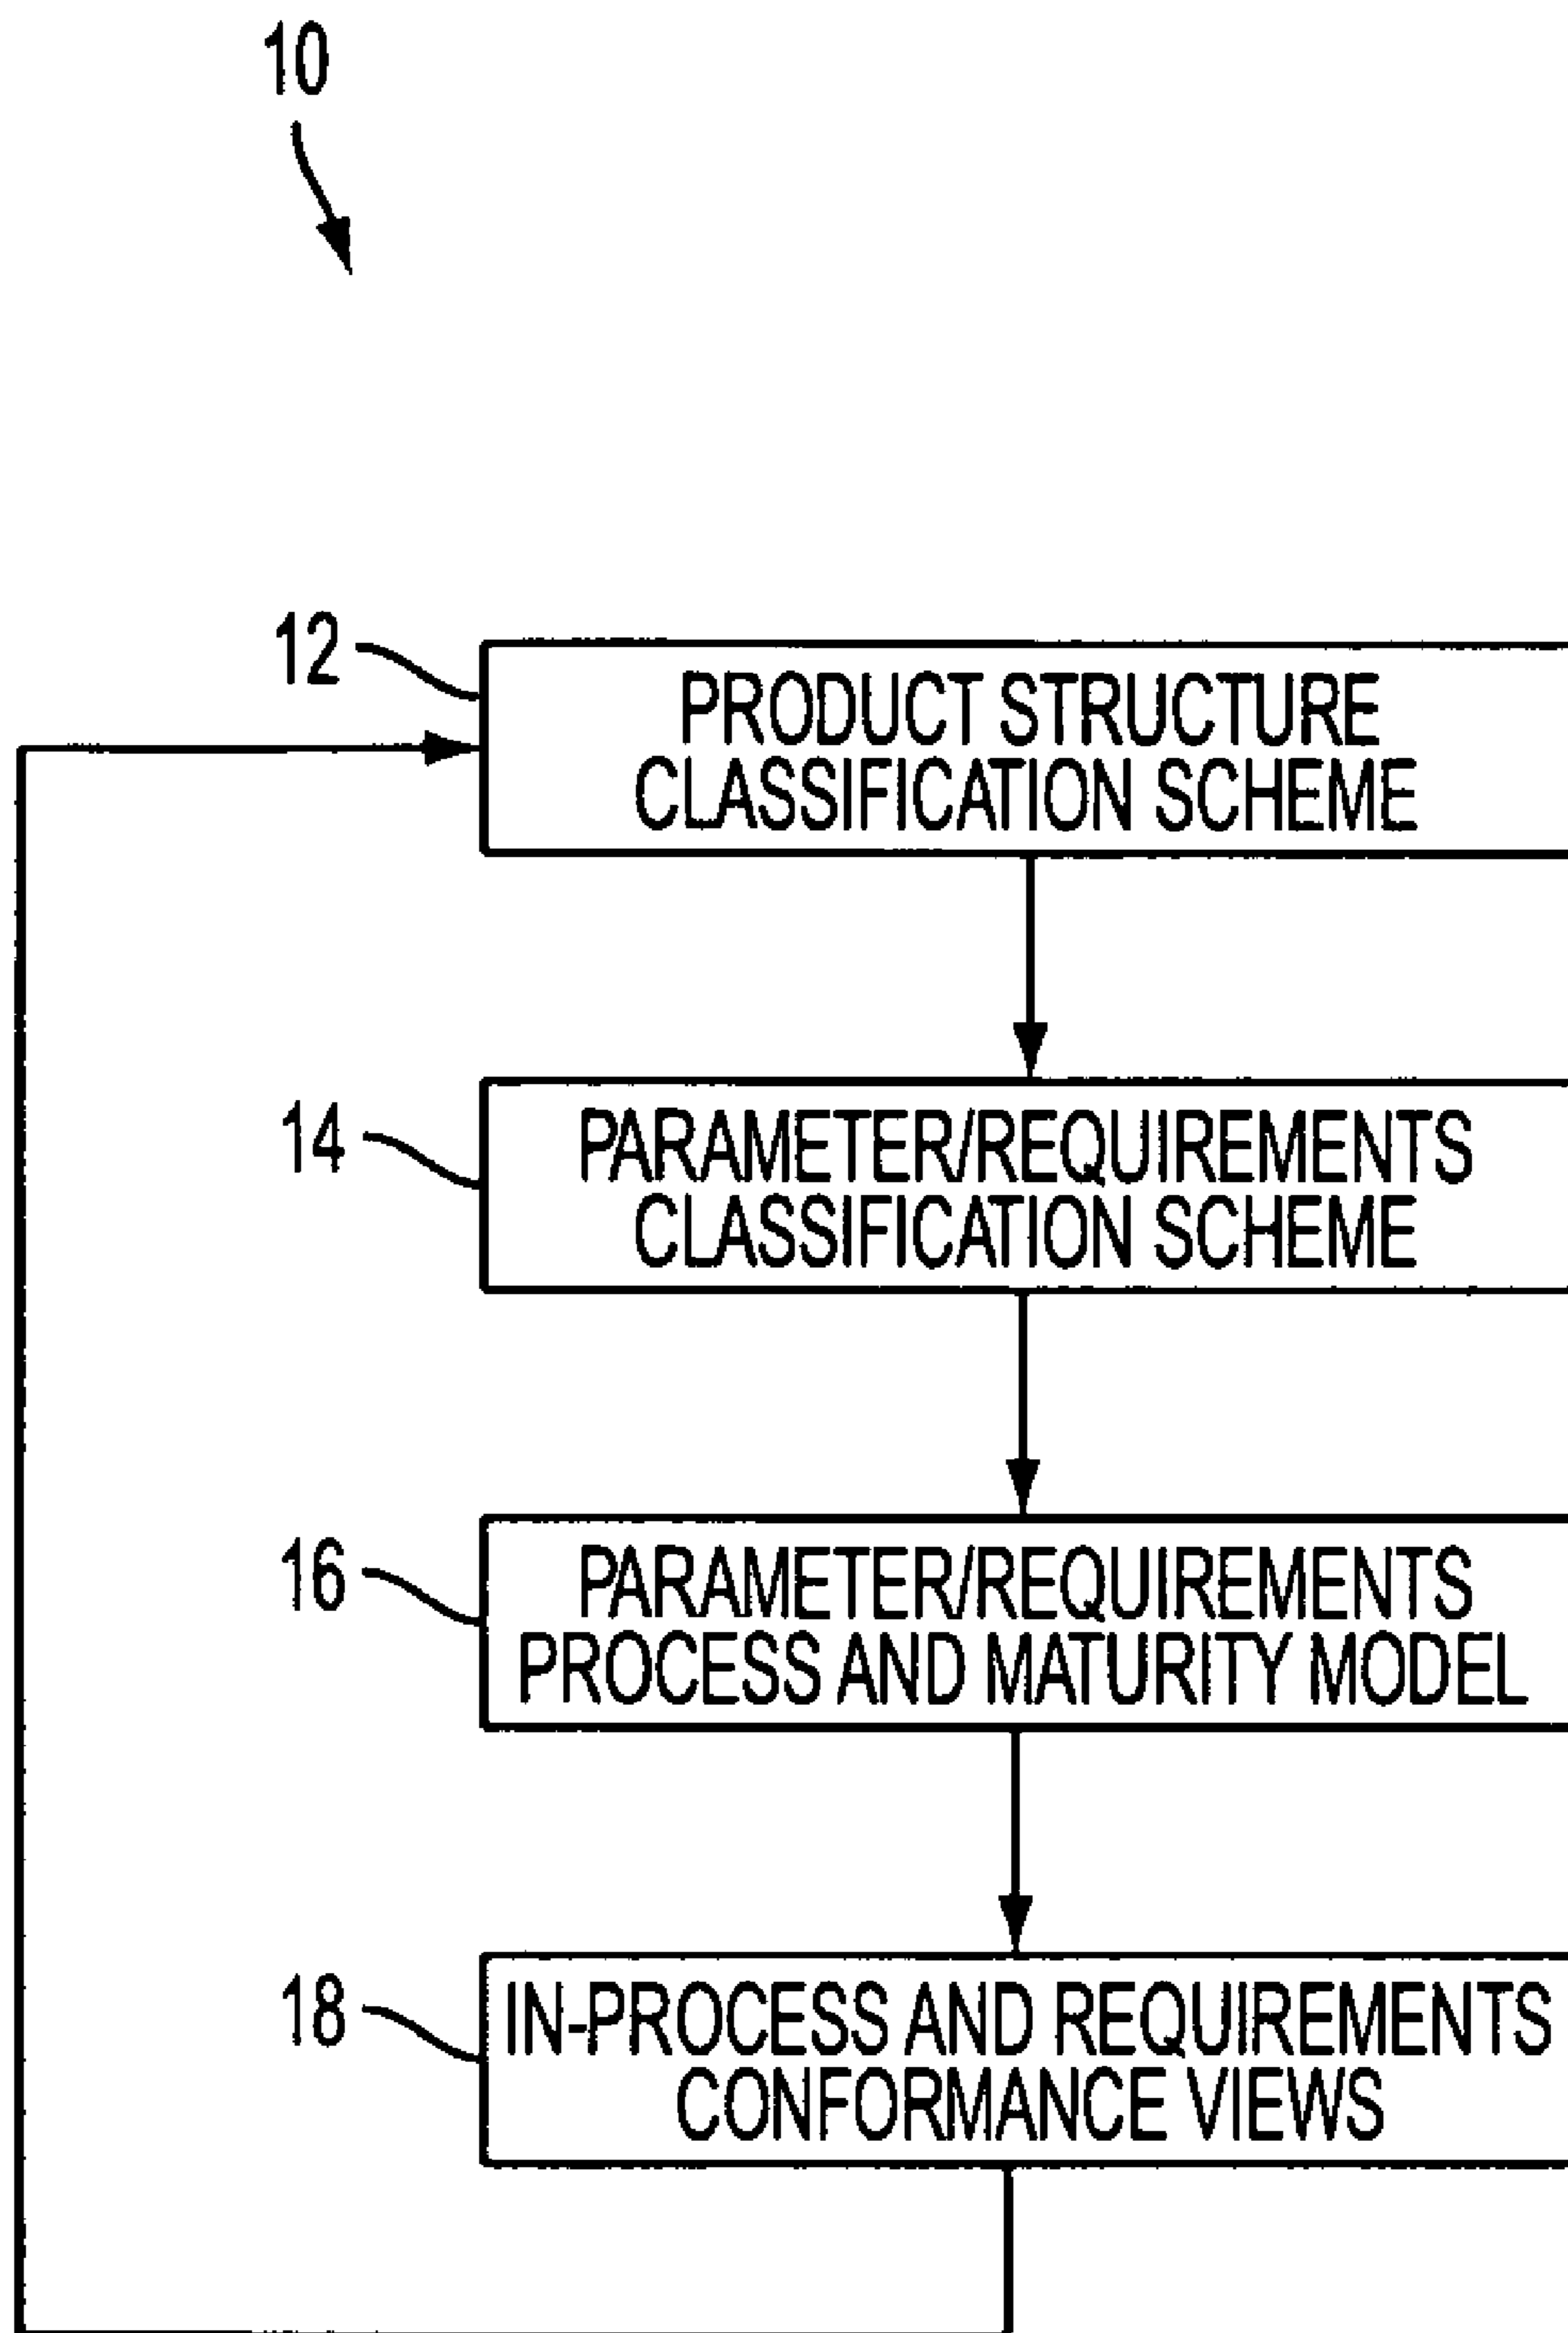 10
12
PRODUCT STRUCTURE
CLASSIFICATION SCHEME
14
PARAMETER/REQUIREMENTS
CLASSIFICATION SCHEME
16
PARAMETER/REQUIREMENTS
PROCESS AND MATURITY MODEL
18
IN-PROCESS AND REQUIREMENTS
CONFORMANCE VIEWS